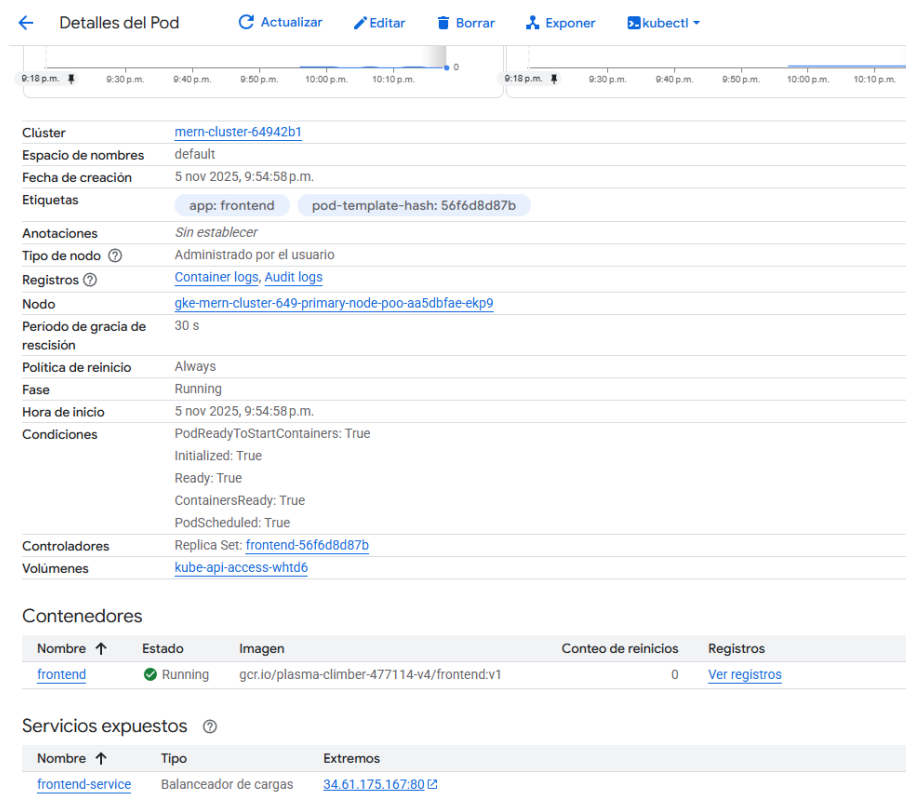 Detalles del Pod Actualizar Editar Borrar Exponer kubectl
0
9:18 p.m. 9:30 p.m. 9:40 p.m. 9:50 p.m. 10:00 p.m. 10:10 p.m. 9:18 p.m. 9:30 p.m. 9:40 p.m. 9:50 p.m. 10:00 p.m. 10:10 p.m.
Clúster mern-cluster-64942b1
Espacio de nombres default
Fecha de creación 5 nov 2025, 9:54:58 p.m.
Etiquetas app: frontend pod-template-hash: 56f6d8d87b
Anotaciones Sin establecer
Tipo de nodo Administrado por el usuario
Registros Container logs, Audit logs
Nodo gke-mern-cluster-649-primary-node-poo-aa5dbfae-ekp9
Período de gracia de 30 s
rescisión
Política de reinicio Always
Fase Running
Hora de inicio 5 nov 2025, 9:54:58 p.m.
Condiciones PodReadyToStartContainers: True
Initialized: True
Ready: True
ContainersReady: True
PodScheduled: True
Controladores Replica Set: frontend-56f6d8d87b
Volúmenes kube-api-access-whtd6
Contenedores
Nombre Estado Imagen Conteo de reinicios Registros
frontend Running gcr.io/plasma-climber-477114-v4/frontend:v1 0 Ver registros
Servicios expuestos
Nombre Tipo Extremos
frontend-service Balanceador de cargas 34.61.175.167:80